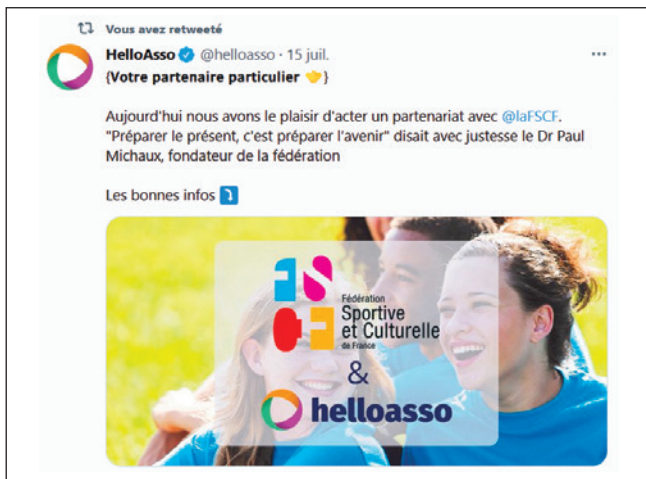 Vous avez retweeté
HelloAsso @helloasso · 15 juil.
{Votre partenaire particulier 🤝}
Aujourd'hui nous avons le plaisir d'acter un partenariat avec @laFSCF.
"Préparer le présent, c'est préparer l'avenir" disait avec justesse le Dr Paul
Michaux, fondateur de la fédération
Les bonnes infos ⤵️
FS
CF
Fédération
Sportive
et Culturelle
de France
&
helloasso